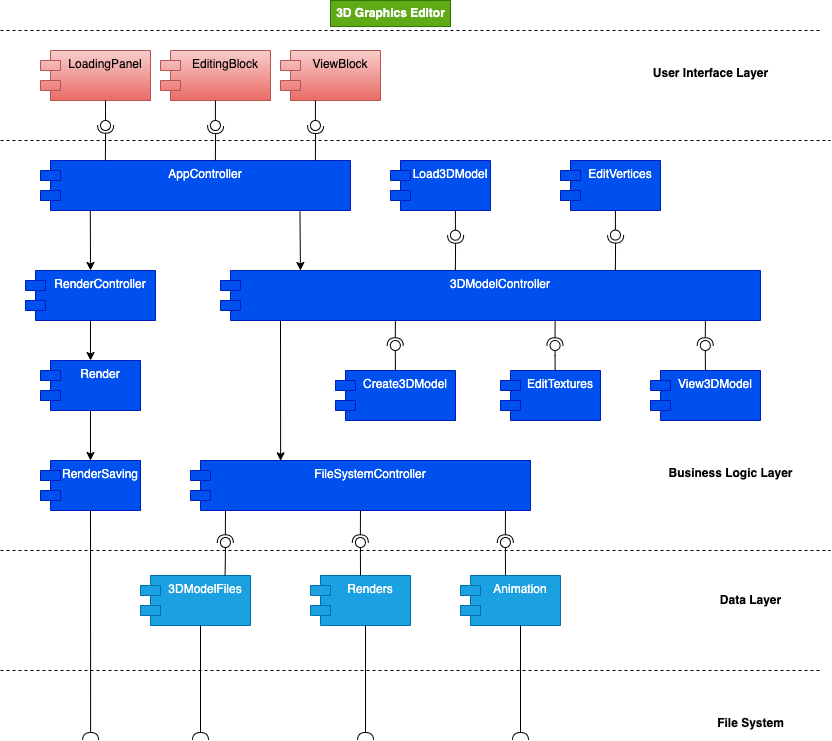 3D Graphics Editor
LoadingPanel
EditingBlock
ViewBlock
User Interface Layer
AppController
Load3DModel
EditVertices
RenderController
3DModelController
Render
Create3DModel
EditTextures
View3DModel
RenderSaving
FileSystemController
Business Logic Layer
3DModelFiles
Renders
Animation
Data Layer
File System